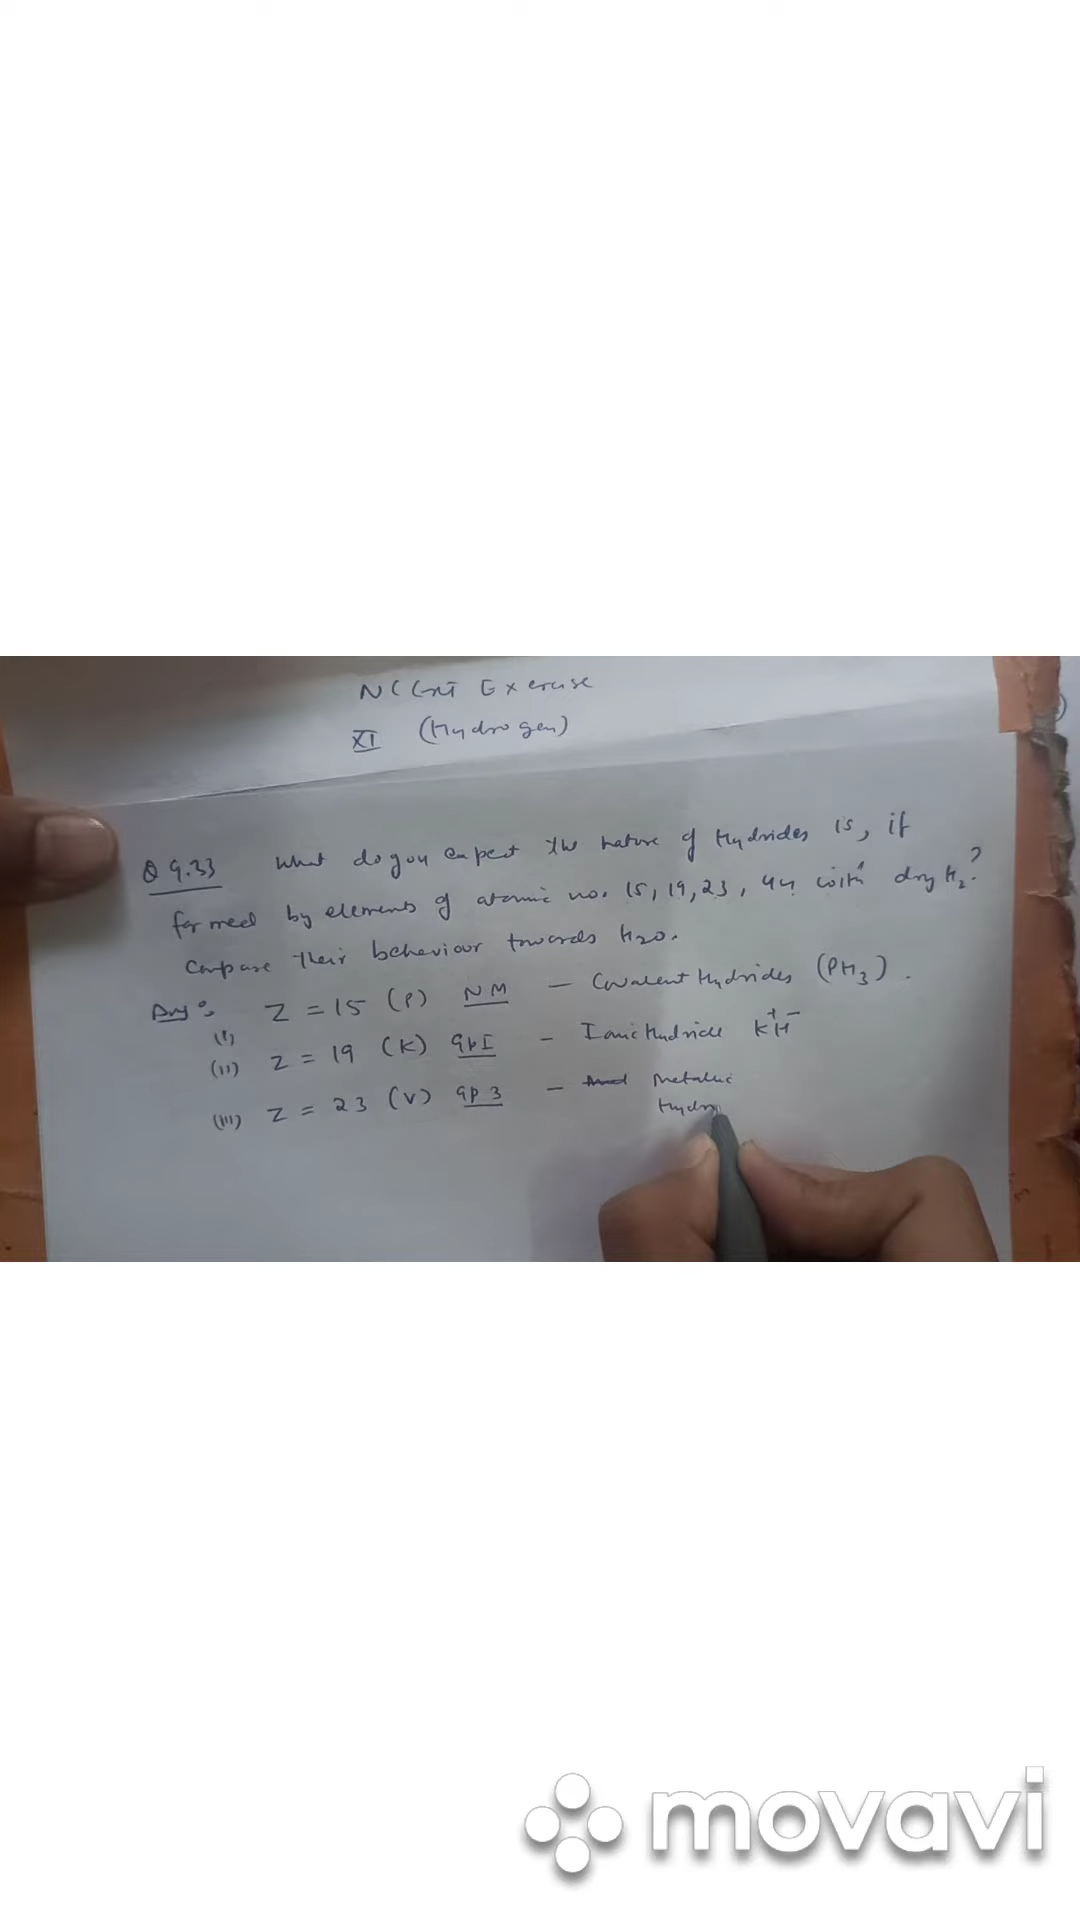 NCERT Exercise
XI (Hydrogen)
Q 9.33 What do you expect the nature of Hydrides is, if
formed by elements of atomic no. 15, 19, 23, 44 with dry H2?
Compare their behaviour towards H2O.
Ans: Z = 15 (P) NM – Covalent Hydrides (PH3).
(i)
(ii) Z = 19 (K) gp I – Ionic Hydride K+H-
(iii) Z = 23 (V) gp 3 – Metallic
Hydr
movavi